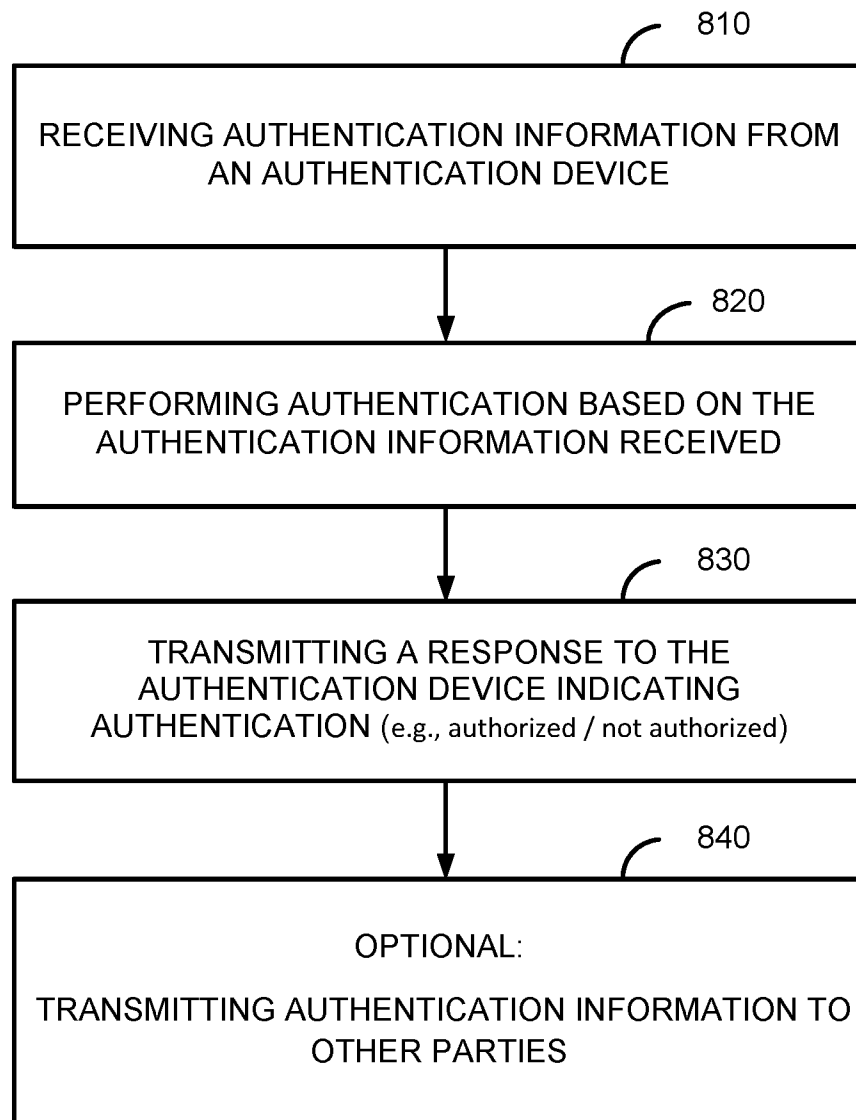 810
RECEIVING AUTHENTICATION INFORMATION FROM
AN AUTHENTICATION DEVICE
820
PERFORMING AUTHENTICATION BASED ON THE
AUTHENTICATION INFORMATION RECEIVED
830
TRANSMITTING A RESPONSE TO THE
AUTHENTICATION DEVICE INDICATING
AUTHENTICATION (e.g., authorized / not authorized)
840
OPTIONAL:
TRANSMITTING AUTHENTICATION INFORMATION TO
OTHER PARTIES